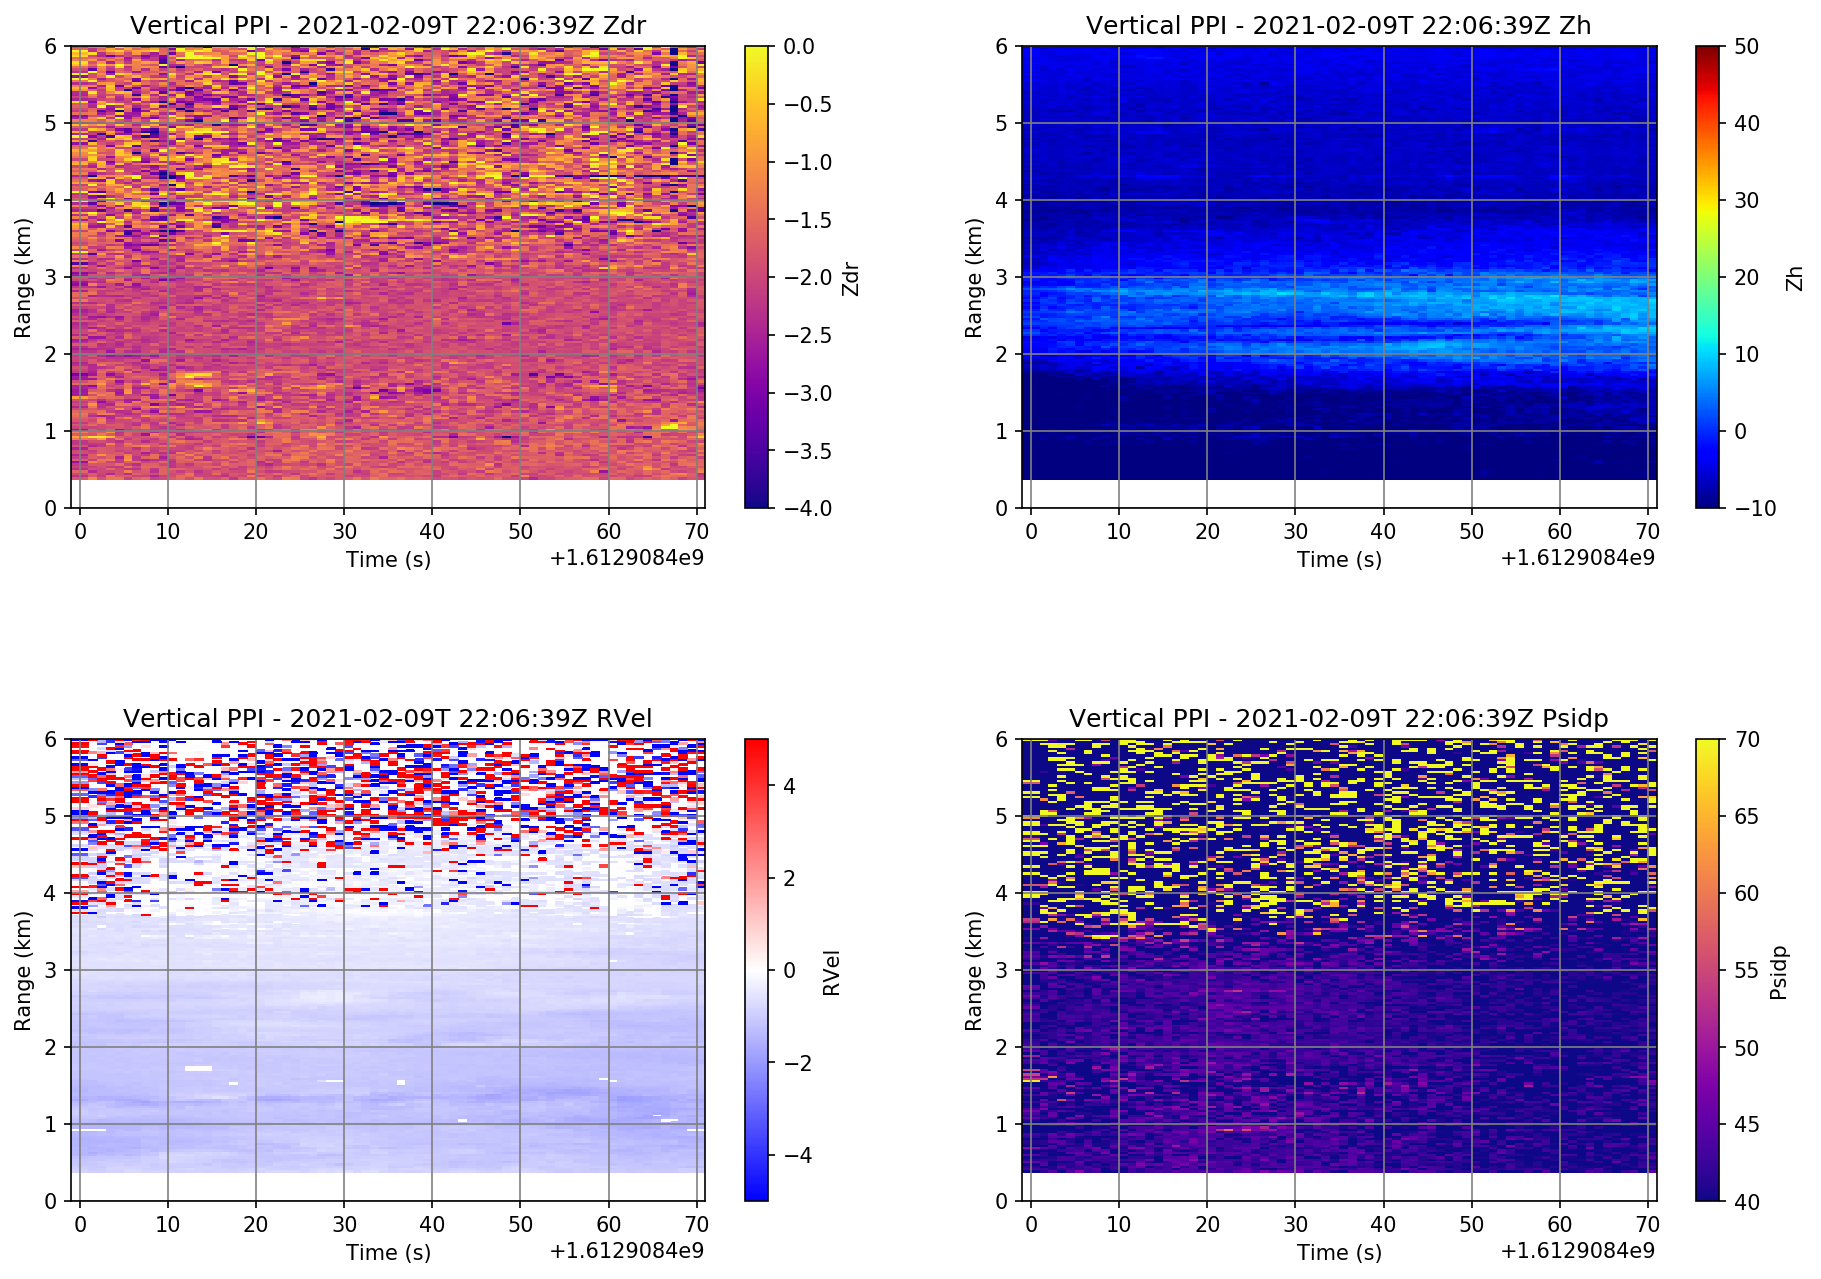 Vertical PPI - 2021-02-09T 22:06:39Z Zdr
6
5
4
3
2
1
0
Range (km)
0 10 20 30 40 50 60 70
Time (s)
+1.6129084e9
0.0
−0.5
−1.0
−1.5
−2.0
−2.5
−3.0
−3.5
−4.0
Zdr
Vertical PPI - 2021-02-09T 22:06:39Z Zh
6
5
4
3
2
1
0
Range (km)
0 10 20 30 40 50 60 70
Time (s)
+1.6129084e9
50
40
30
20
10
0
−10
Zh
Vertical PPI - 2021-02-09T 22:06:39Z RVel
6
5
4
3
2
1
0
Range (km)
0 10 20 30 40 50 60 70
Time (s)
+1.6129084e9
4
2
0
−2
−4
RVel
Vertical PPI - 2021-02-09T 22:06:39Z Psidp
6
5
4
3
2
1
0
Range (km)
0 10 20 30 40 50 60 70
Time (s)
+1.6129084e9
70
65
60
55
50
45
40
Psidp